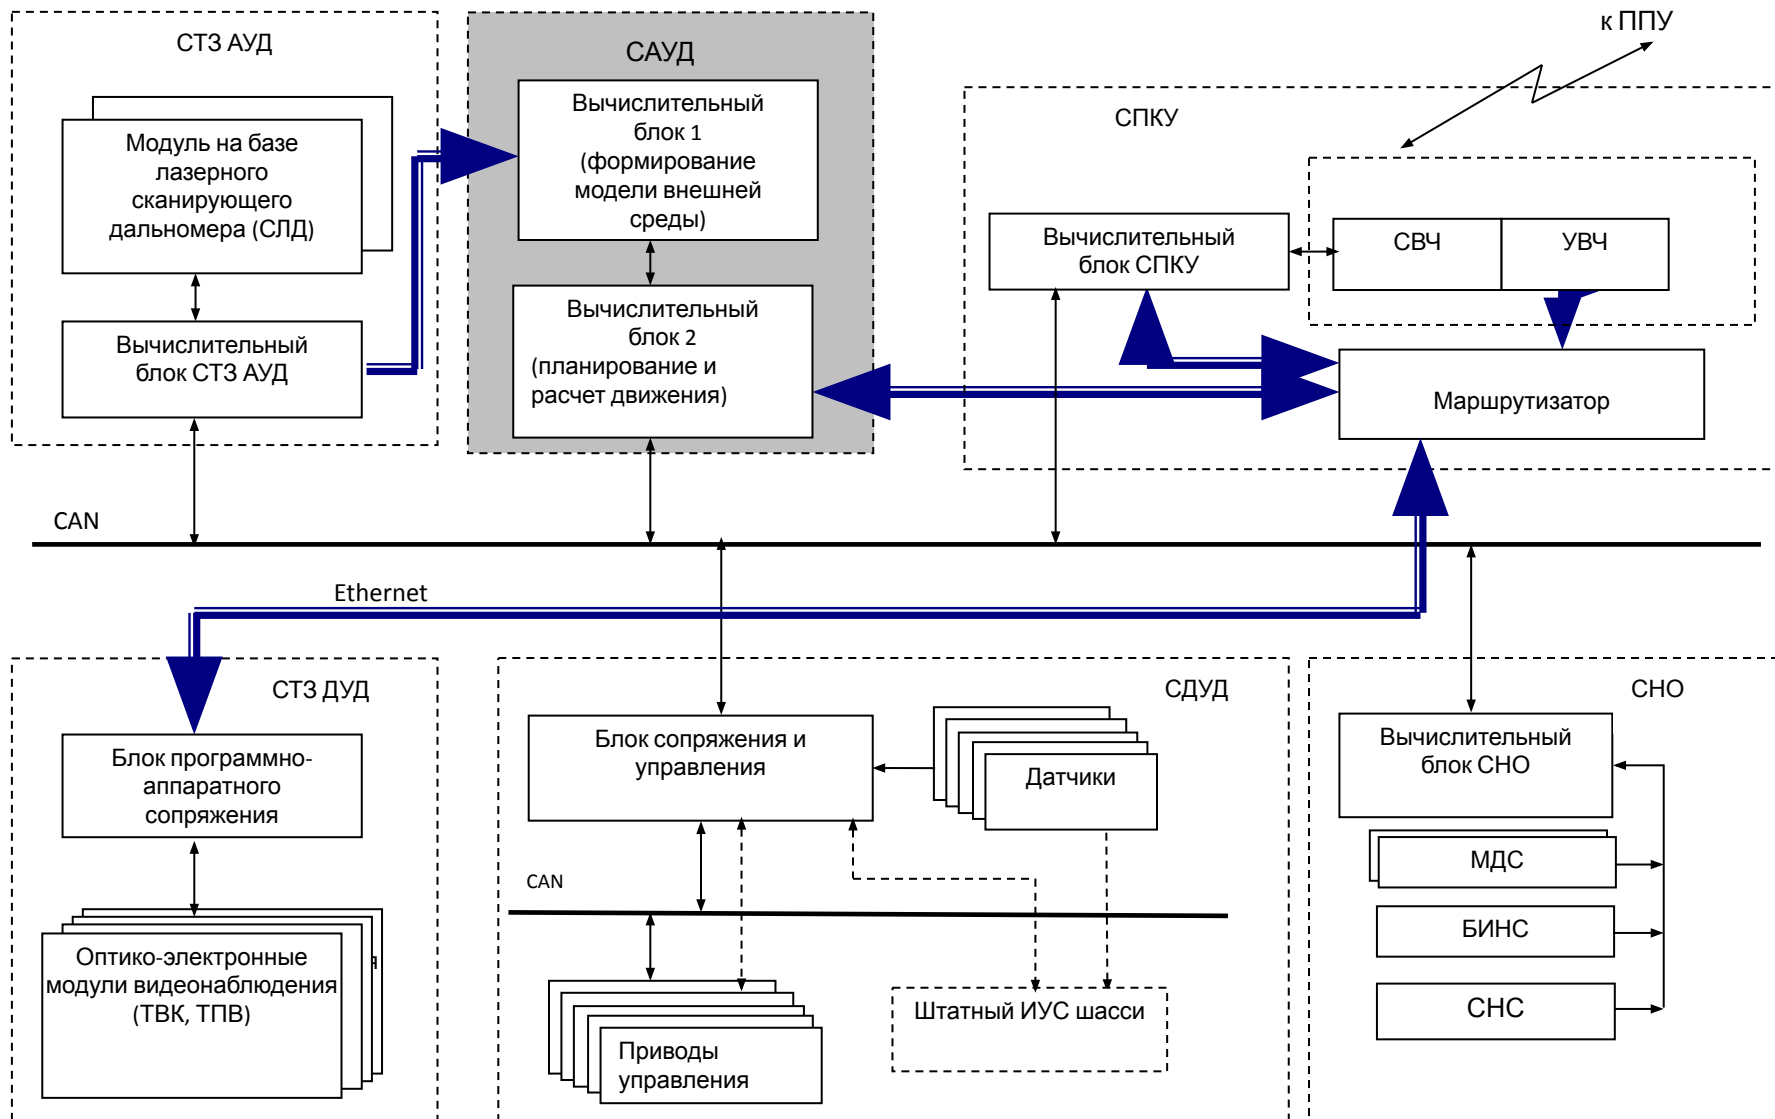 СТЗ АУД
Модуль на базе
лазерного
сканирующего
дальномера (СЛД)
Вычислительный
блок СТЗ АУД
САУД
Вычислительный
блок 1
(формирование
модели внешней
среды)
Вычислительный
блок 2
(планирование и
расчет движения)
к ППУ
СПКУ
Вычислительный
блок СПКУ
СВЧ
УВЧ
Маршрутизатор
CAN
Ethernet
СТЗ ДУД
Блок программно-
аппаратного
сопряжения
Оптико-электронные
модули видеонаблюдения
(ТВК, ТПВ)
СДУД
Блок сопряжения и
управления
Датчики
CAN
Приводы
управления
Штатный ИУС шасси
СНО
Вычислительный
блок СНО
МДС
БИНС
СНС